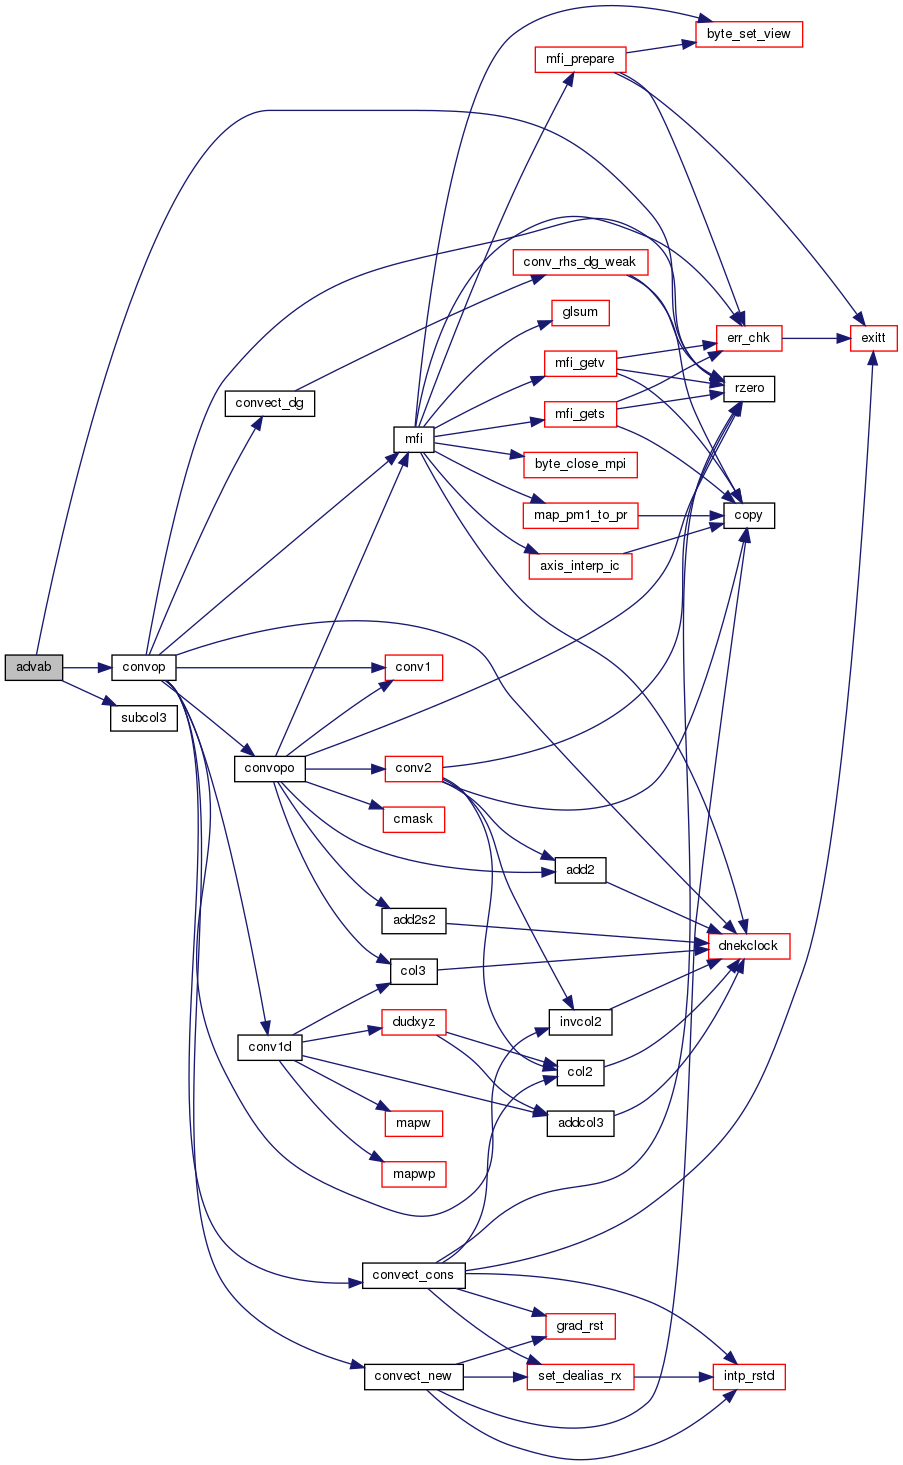 byte_set_view
mfi_prepare
conv_rhs_dg_weak
glsum
err_chk
exitt
mfi_getv
rzero
convect_dg
mfi_gets
mfi
byte_close_mpi
map_pm1_to_pr
copy
axis_interp_ic
advab
convop
conv1
subcol3
convopo
conv2
cmask
add2
add2s2
dnekclock
col3
dudxyz
invcol2
conv1d
col2
mapw
addcol3
mapwp
convect_cons
grad_rst
convect_new
set_dealias_rx
intp_rstd